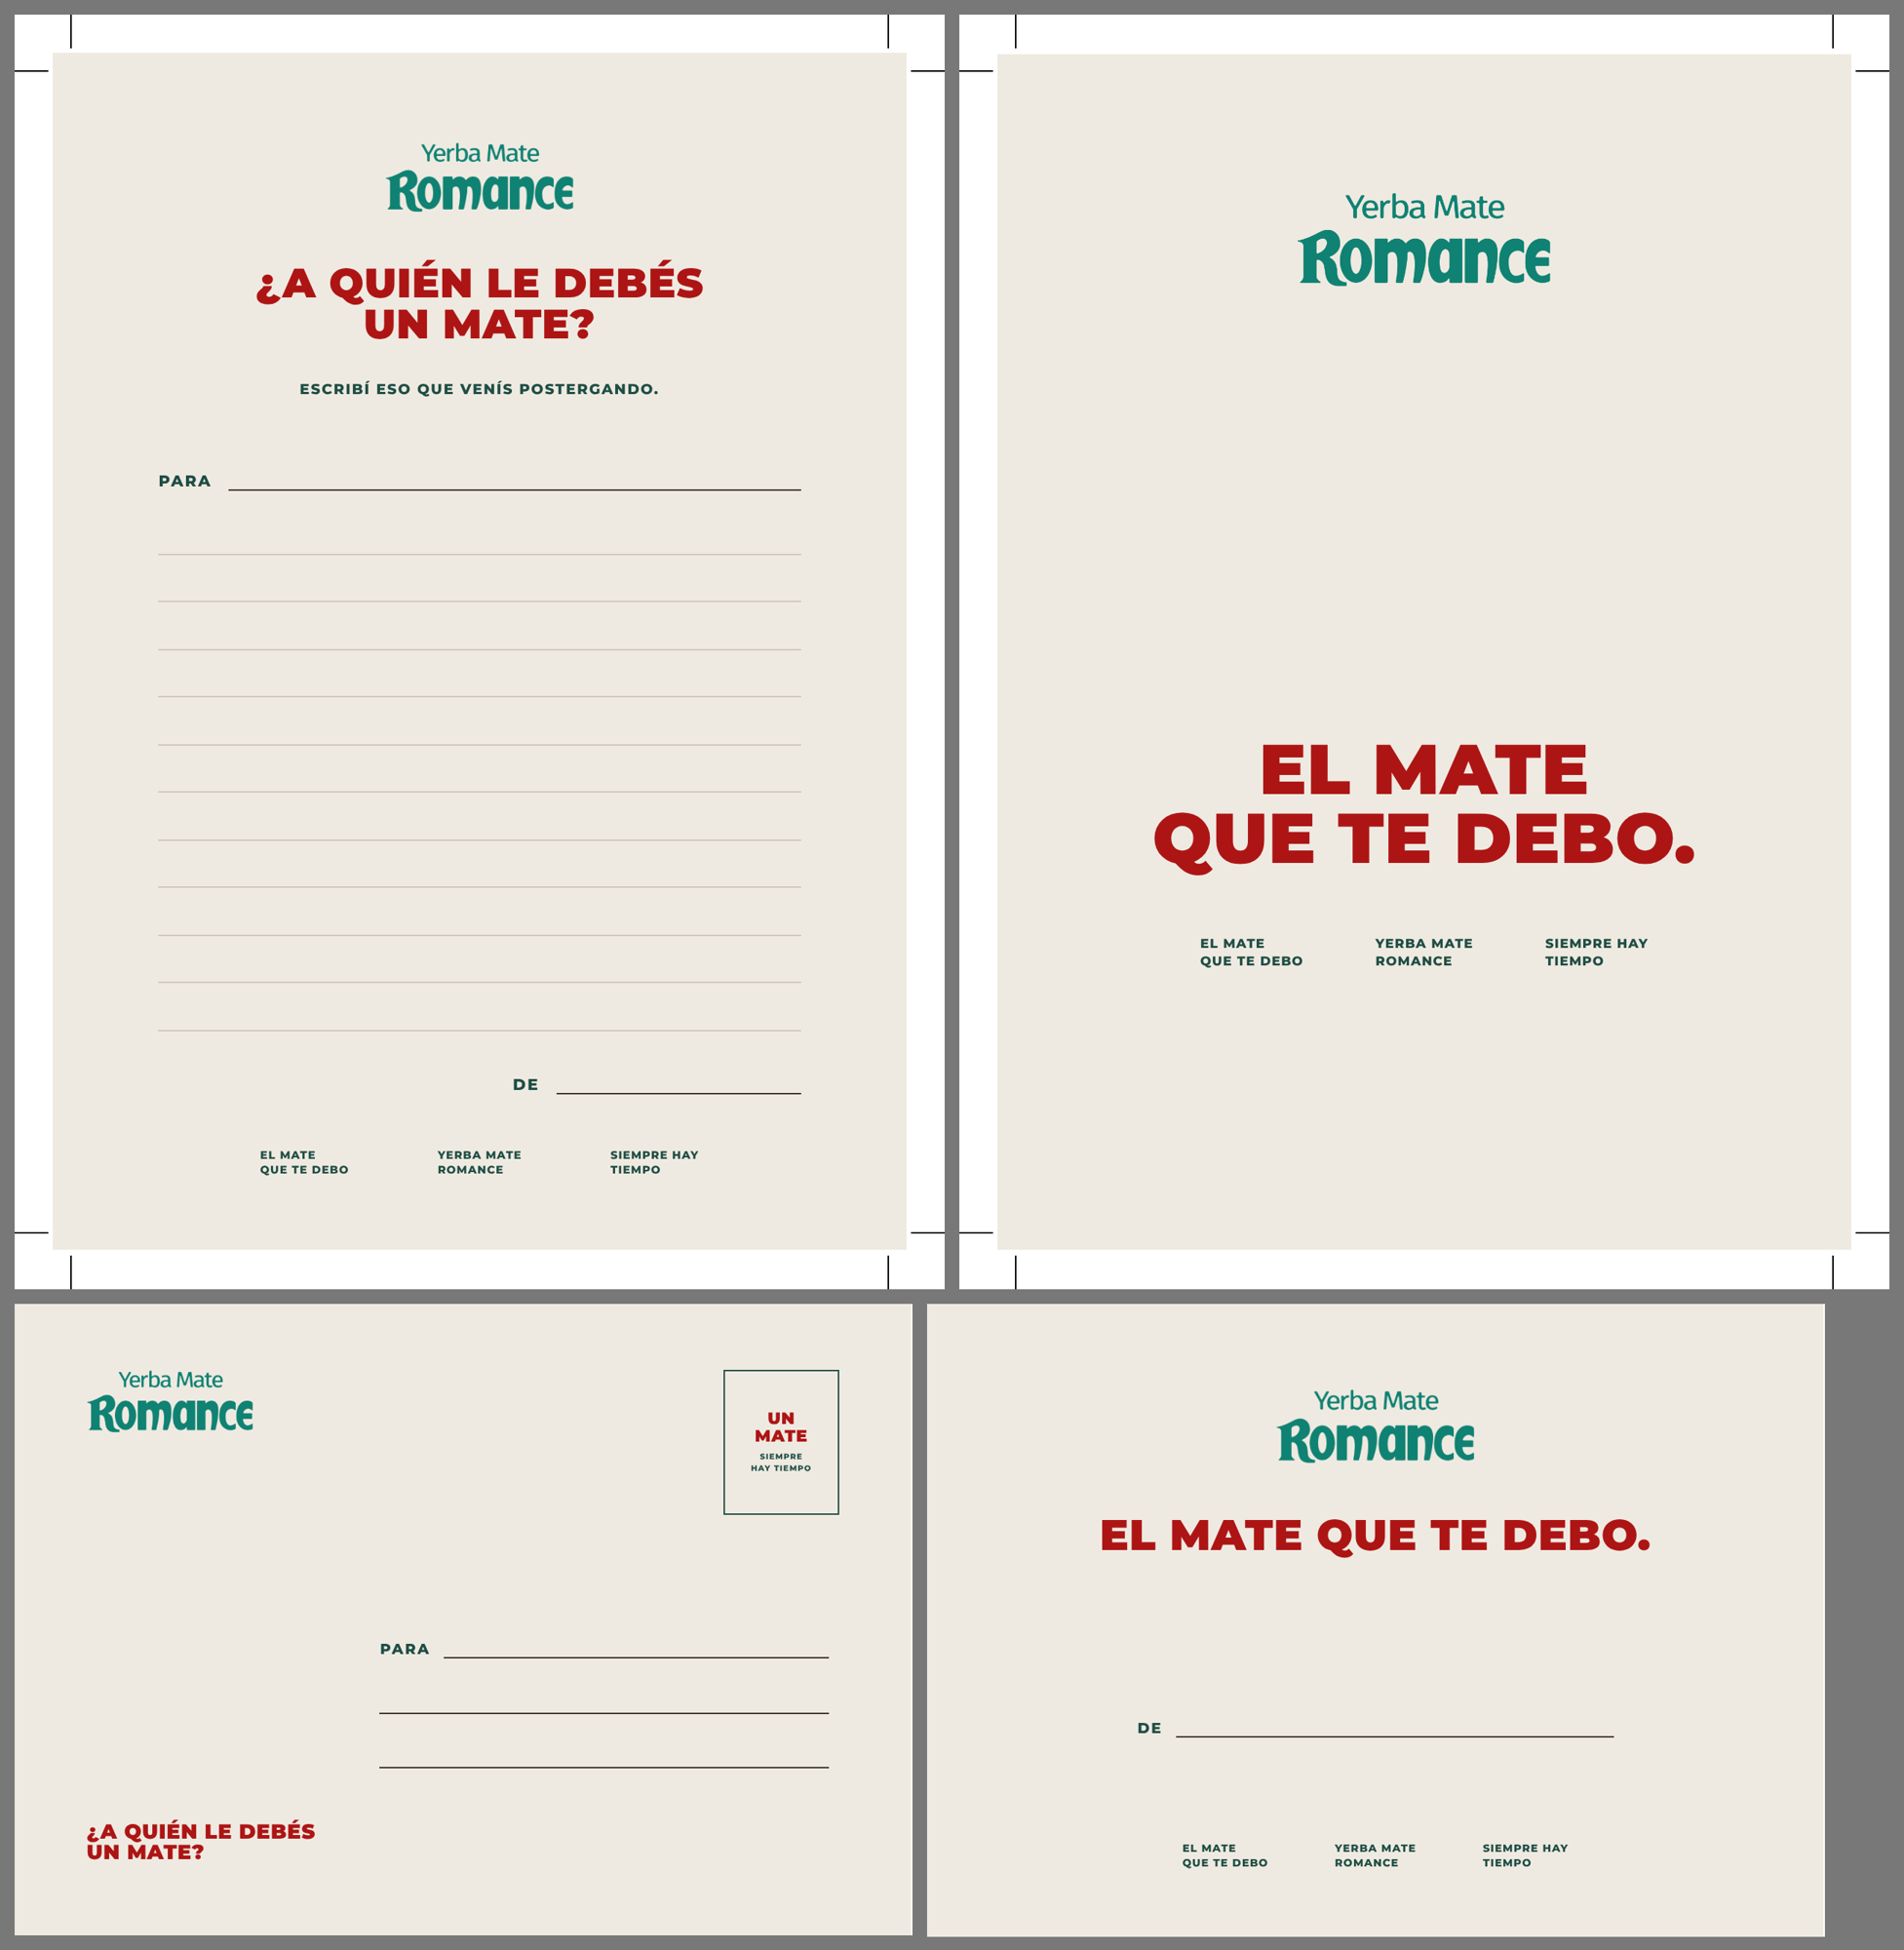 Yerba Mate
Romance
¿A QUIÉN LE DEBÉS
UN MATE?
ESCRIBÍ ESO QUE VENÍS POSTERGANDO.
PARA
DE
EL MATE
QUE TE DEBO
YERBA MATE
ROMANCE
SIEMPRE HAY
TIEMPO
Yerba Mate
Romance
EL MATE
QUE TE DEBO.
EL MATE
QUE TE DEBO
YERBA MATE
ROMANCE
SIEMPRE HAY
TIEMPO
Yerba Mate
Romance
UN
MATE
SIEMPRE
HAY TIEMPO
PARA
¿A QUIÉN LE DEBÉS
UN MATE?
Yerba Mate
Romance
EL MATE QUE TE DEBO.
DE
EL MATE
QUE TE DEBO
YERBA MATE
ROMANCE
SIEMPRE HAY
TIEMPO